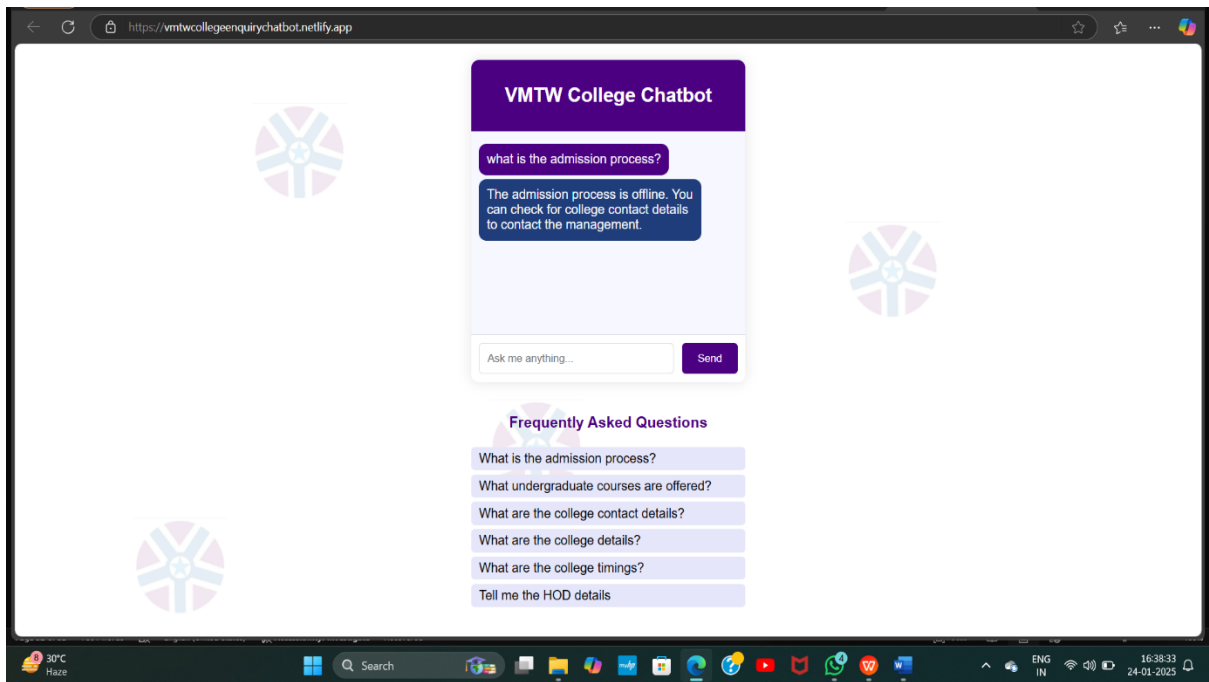 https://vmtwcollegeenquirychatbot.netlify.app
VMTW College Chatbot
what is the admission process?
The admission process is offline. You
can check for college contact details
to contact the management.
Ask me anything...
Send
Frequently Asked Questions
What is the admission process?
What undergraduate courses are offered?
What are the college contact details?
What are the college details?
What are the college timings?
Tell me the HOD details
8
30°C
Haze
Search
4
ENG
IN
16:38:33
24-01-2025